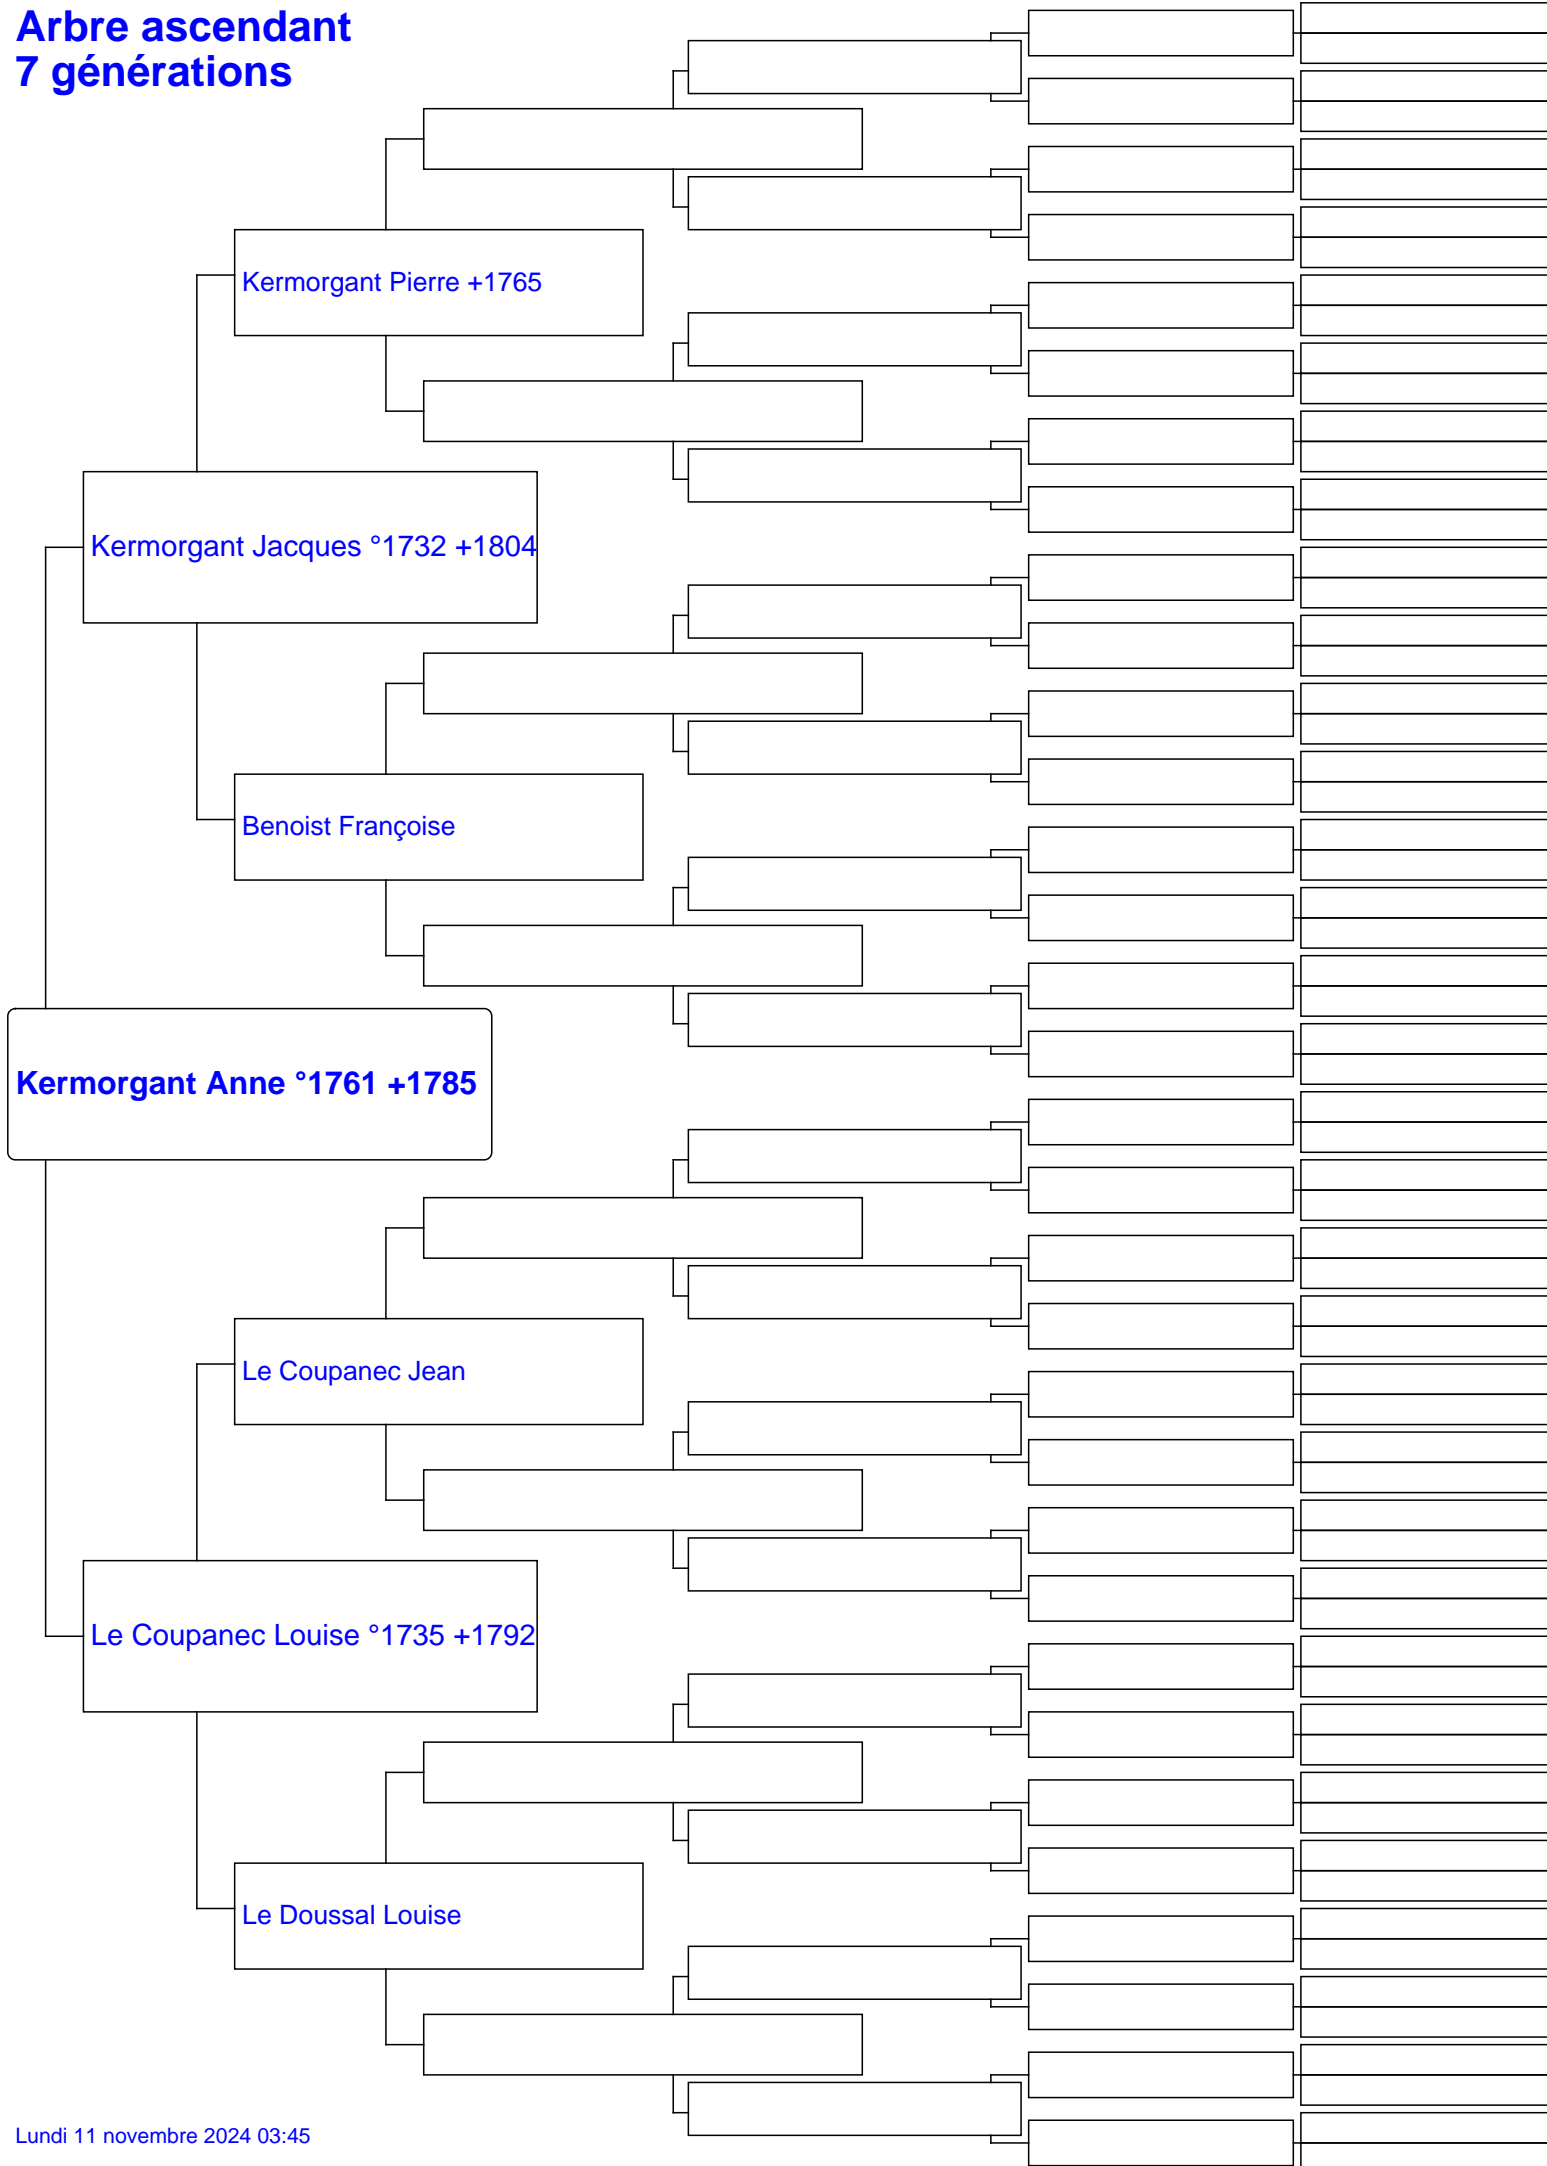 Arbre ascendant
7 générations
Kermorgant Pierre +1765
Kermorgant Jacques °1732 +1804
Benoist Françoise
Kermorgant Anne °1761 +1785
Le Coupanec Jean
Le Coupanec Louise °1735 +1792
Le Doussal Louise
Lundi 11 novembre 2024 03:45